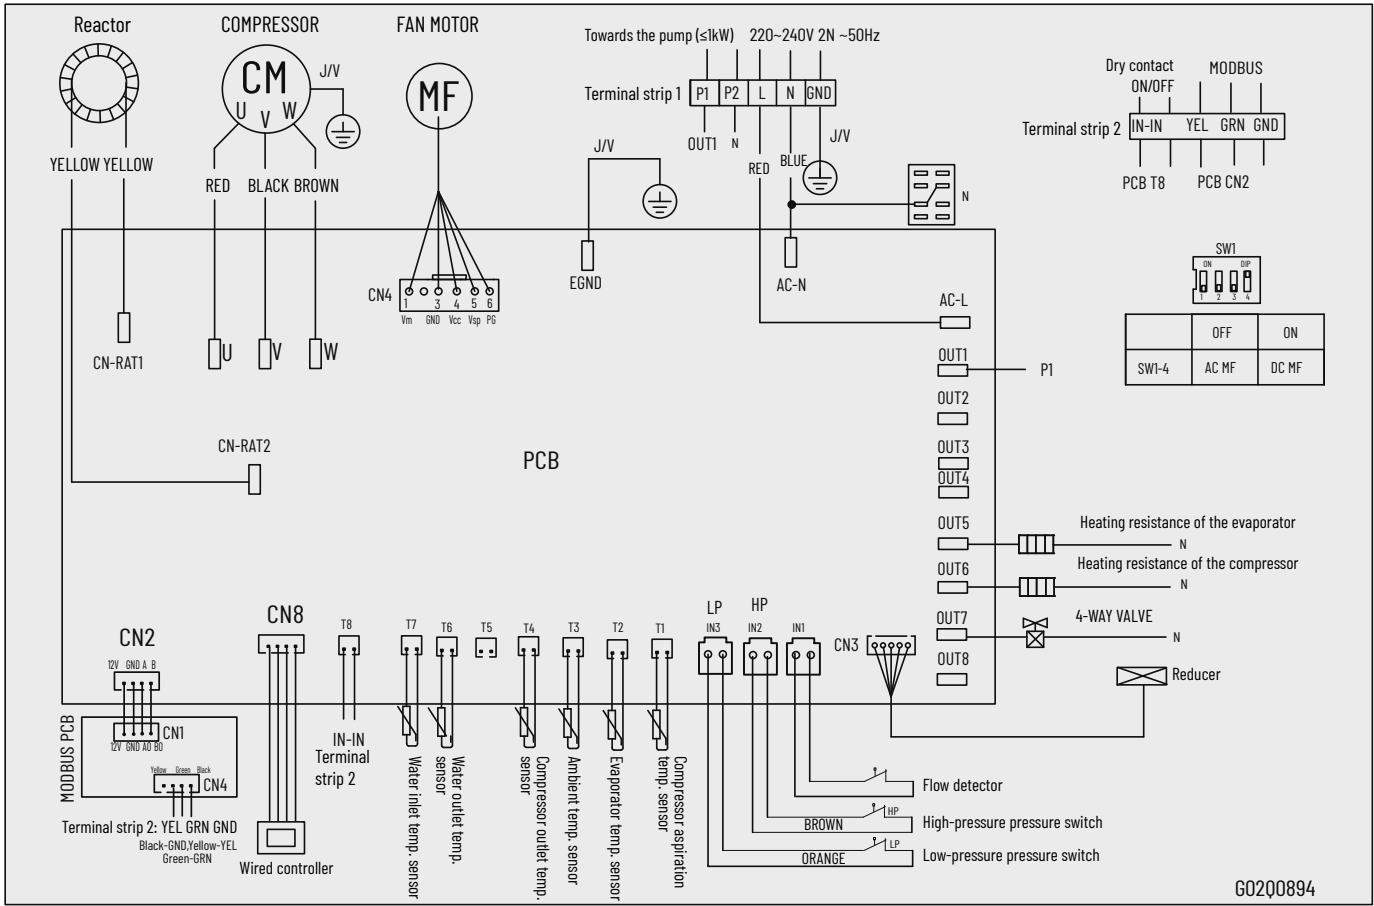 Reactor
COMPRESSOR
FAN MOTOR
Towards the pump (≤1kW)
220~240V 2N ~50Hz
CM
J/V
U V W
MF
Terminal strip 1
P1 P2 L N GND
OUT1 N
RED
BLUE
J/V
Dry contact
ON/OFF
MODBUS
Terminal strip 2
IN-IN YEL GRN GND
PCB T8
PCB CN2
YELLOW YELLOW
RED BLACK BROWN
J/V
N
EGND
AC-N
AC-L
CN4
1 3 4 5 6
Vm GND Vcc Vsp PG
SW1
ON DIP
1 2 3 4
OFF ON
SW1-4 AC MF DC MF
CN-RAT1
U
V
W
CN-RAT2
PCB
OUT1
P1
OUT2
OUT3
OUT4
OUT5
Heating resistance of the evaporator
N
OUT6
Heating resistance of the compressor
N
OUT7
4-WAY VALVE
N
OUT8
Reducer
CN3
CN2
12V GND A B
CN8
T8
T7
T6
T5
T4
T3
T2
T1
LP
IN3
HP
IN2
IN1
MODBUS PCB
CN1
12V GND A0 B0
Yellow Green Black
CN4
Terminal strip 2: YEL GRN GND
Black-GND,Yellow-YEL
Green-GRN
Wired controller
IN-IN
Terminal
strip 2
Water inlet temp. sensor
Water outlet temp.
sensor
Compressor outlet temp.
sensor
Ambient temp. sensor
Evaporator temp. sensor
Compressor aspiration
temp. sensor
Flow detector
HP
BROWN
High-pressure pressure switch
LP
ORANGE
Low-pressure pressure switch
G02Q0894